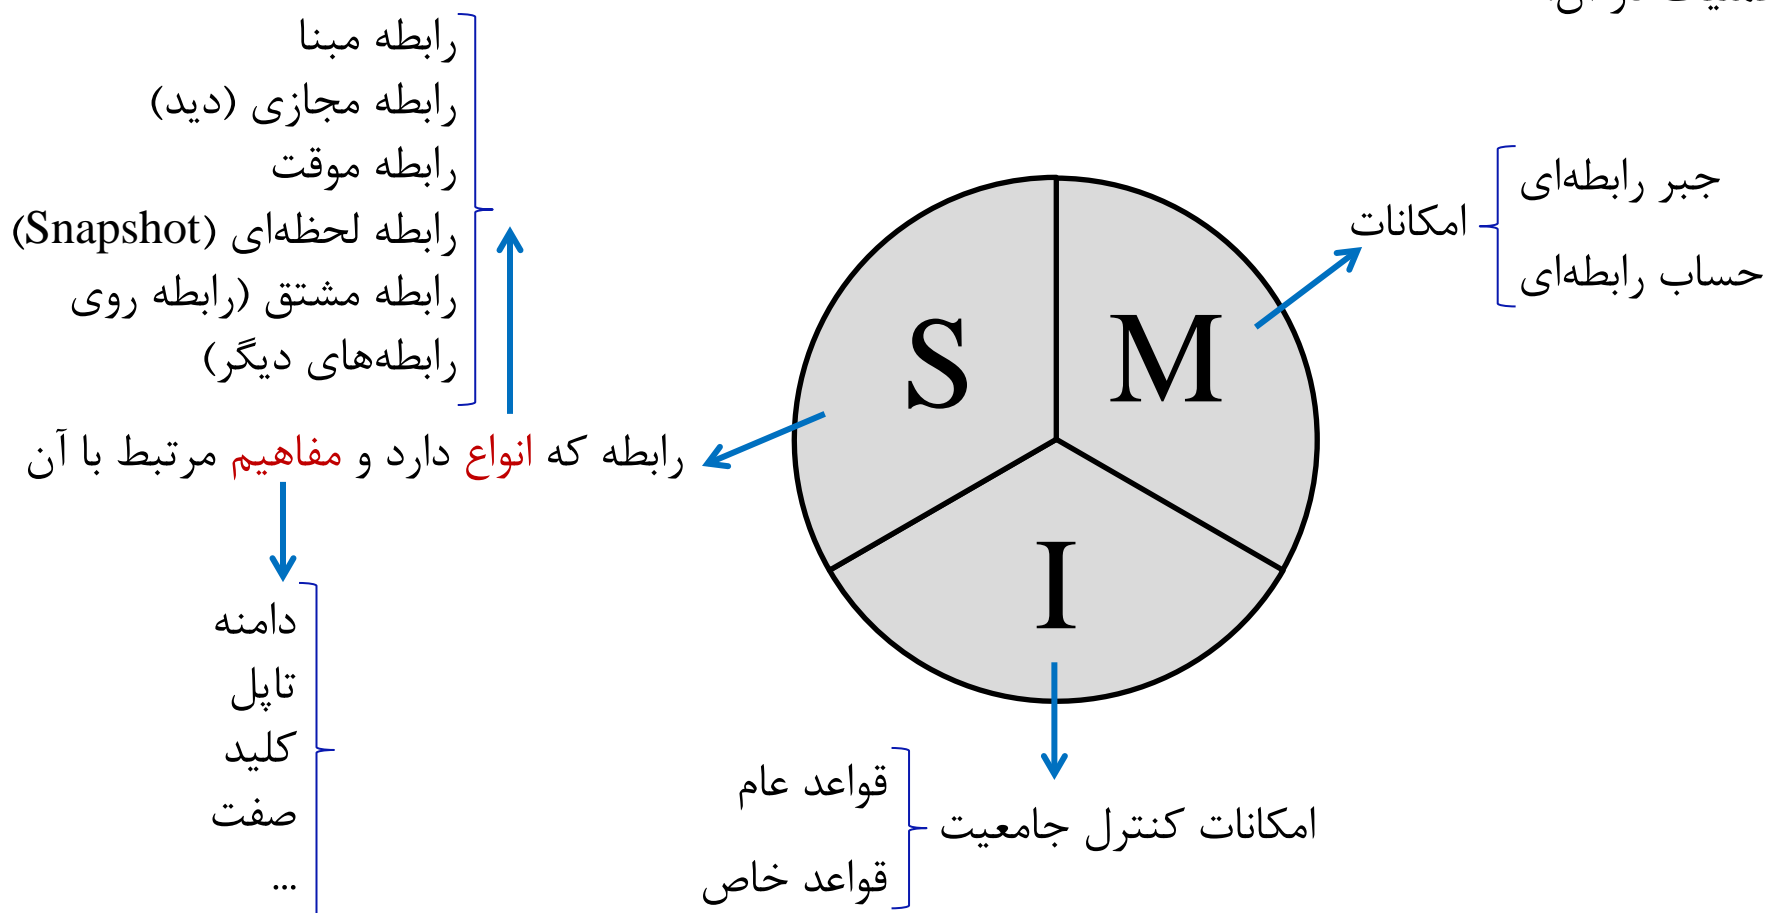 رابطه مبنا
رابطه مجازی (دید)
رابطه موقت
رابطه لحظه‌ای (Snapshot)
رابطه مشتق (رابطه روی
رابطه‌های دیگر)
رابطه که انواع دارد و مفاهیم مرتبط با آن
دامنه
تاپل
کلید
صفت
...
S
M
I
امکانات
جبر رابطه‌ای
حساب رابطه‌ای
امکانات کنترل جامعیت
قواعد عام
قواعد خاص